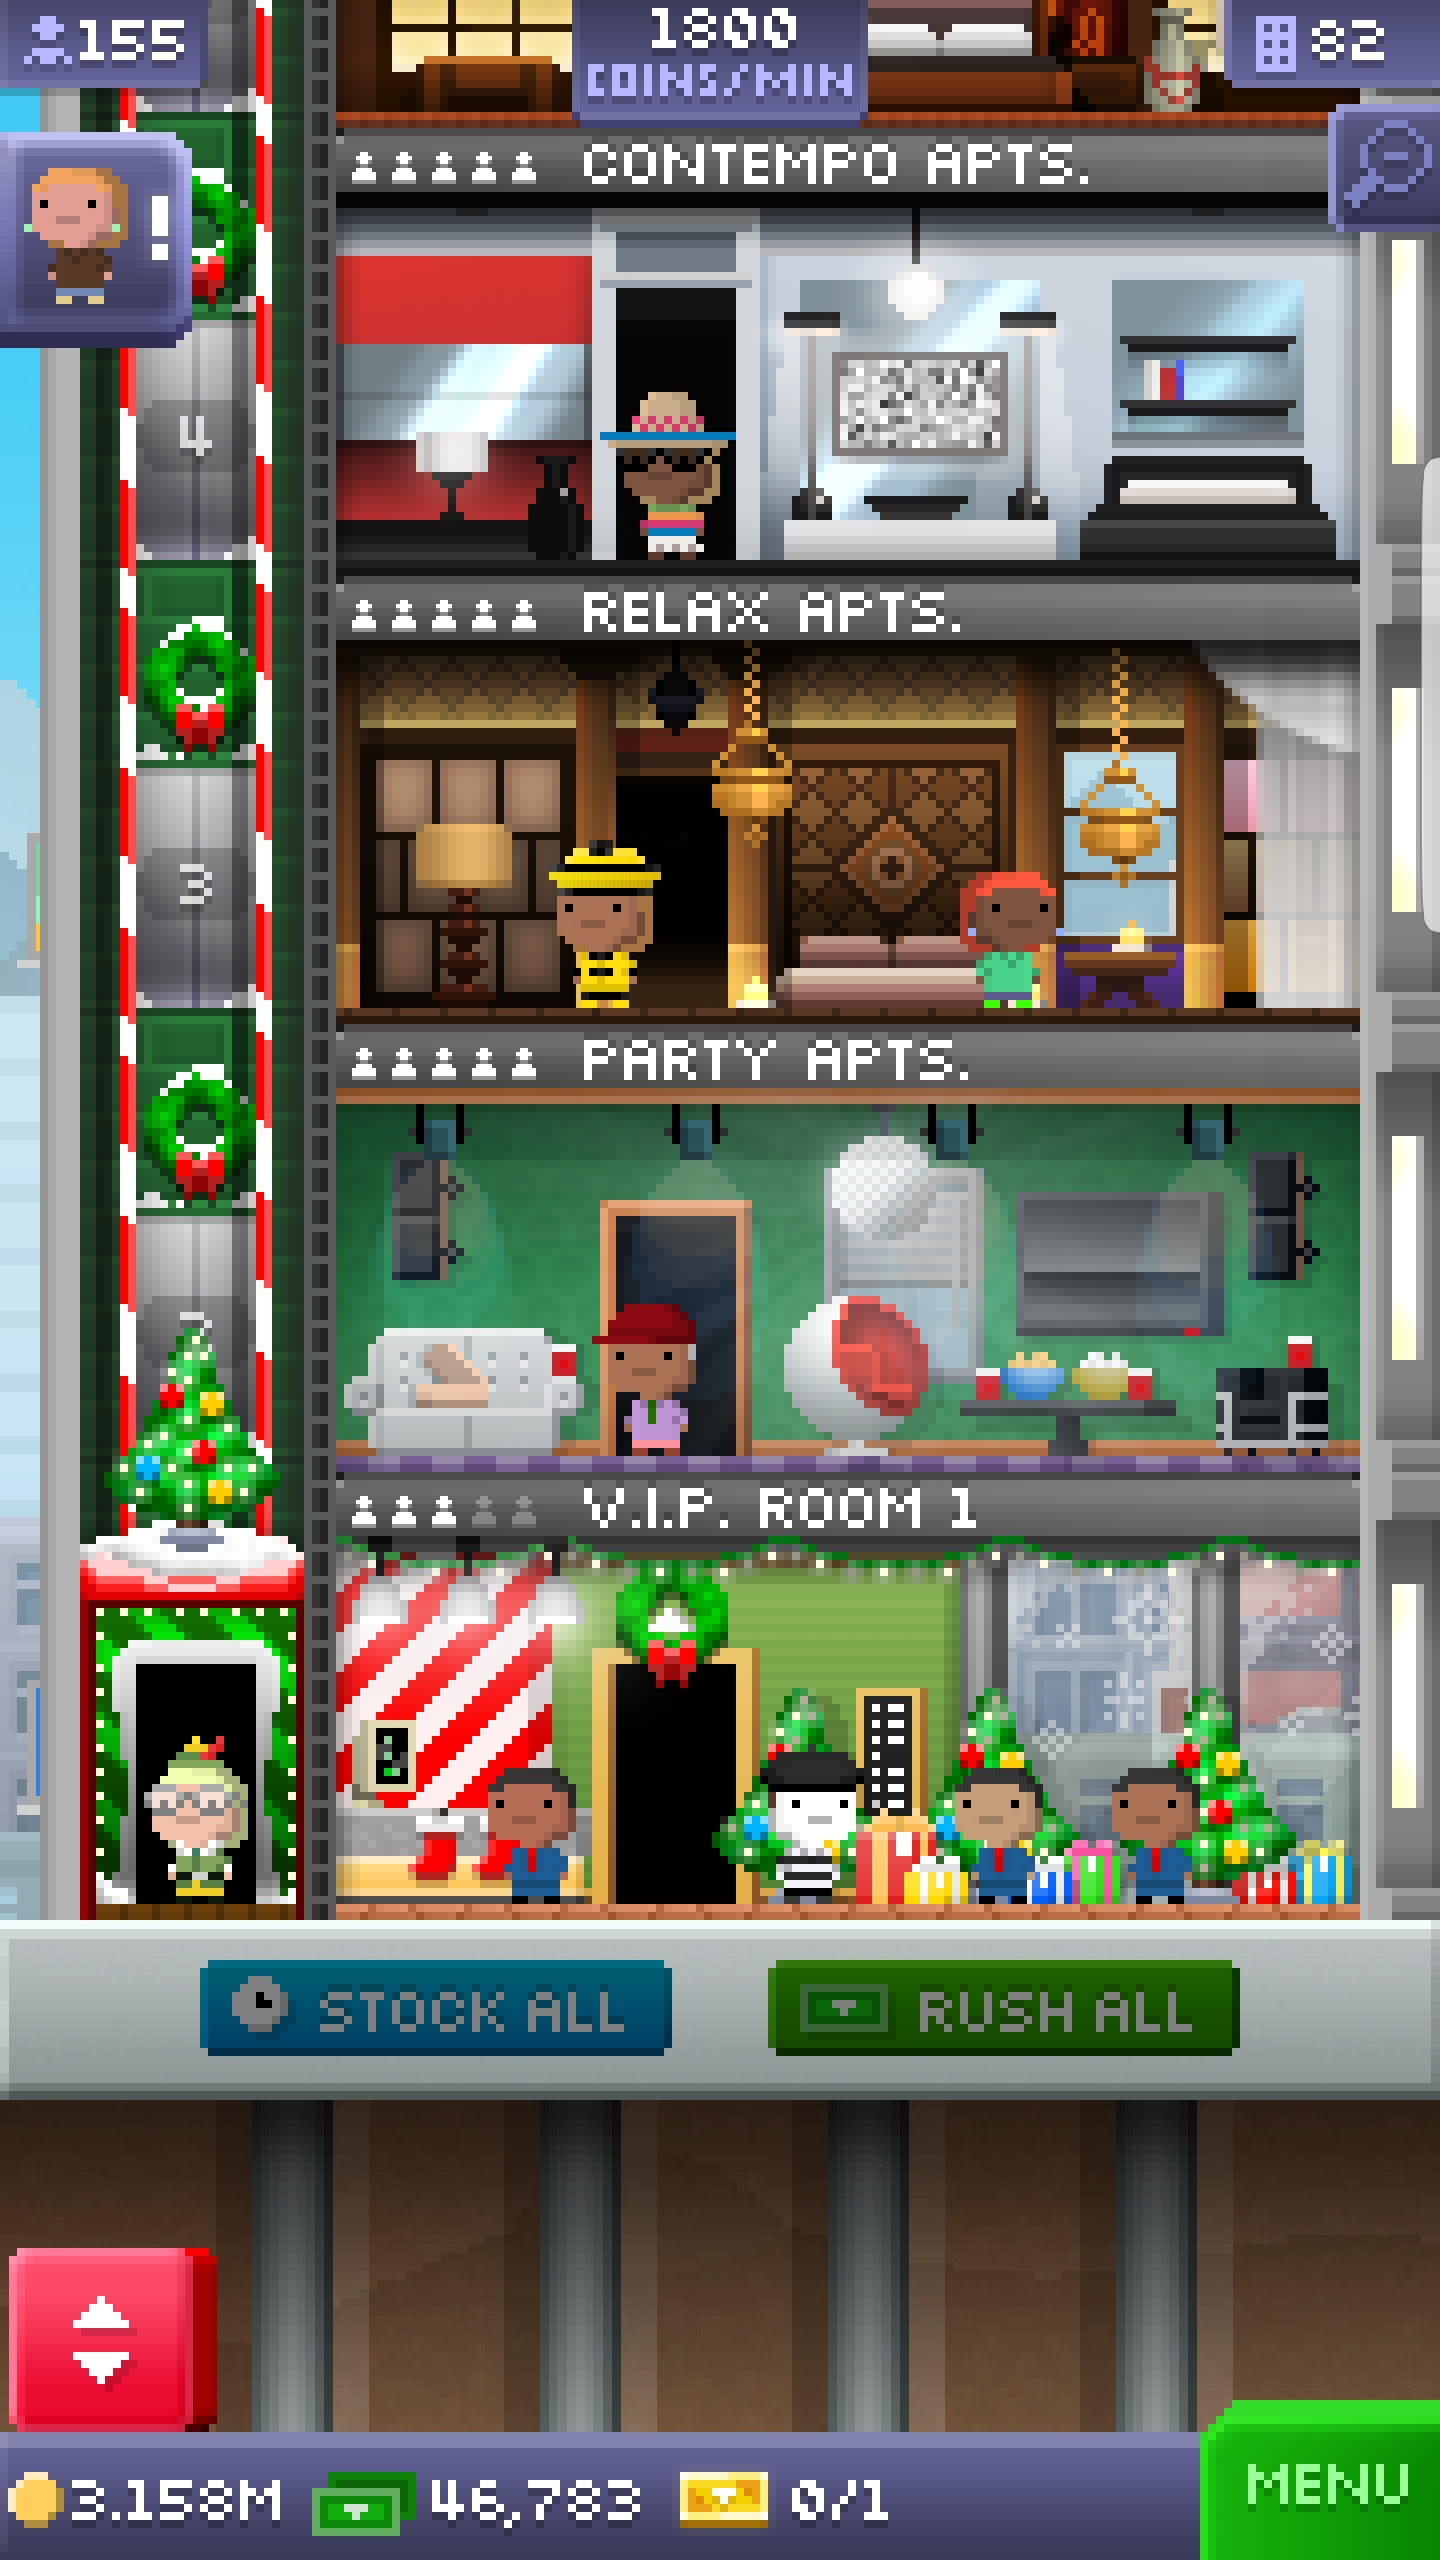 155
1800
COINS/MIN
82
CONTEMPO APTS.
!
4
RELAX APTS.
3
PARTY APTS.
2
V.I.P. ROOM 1
STOCK ALL
RUSH ALL
3.158M
46,783
0/1
MENU